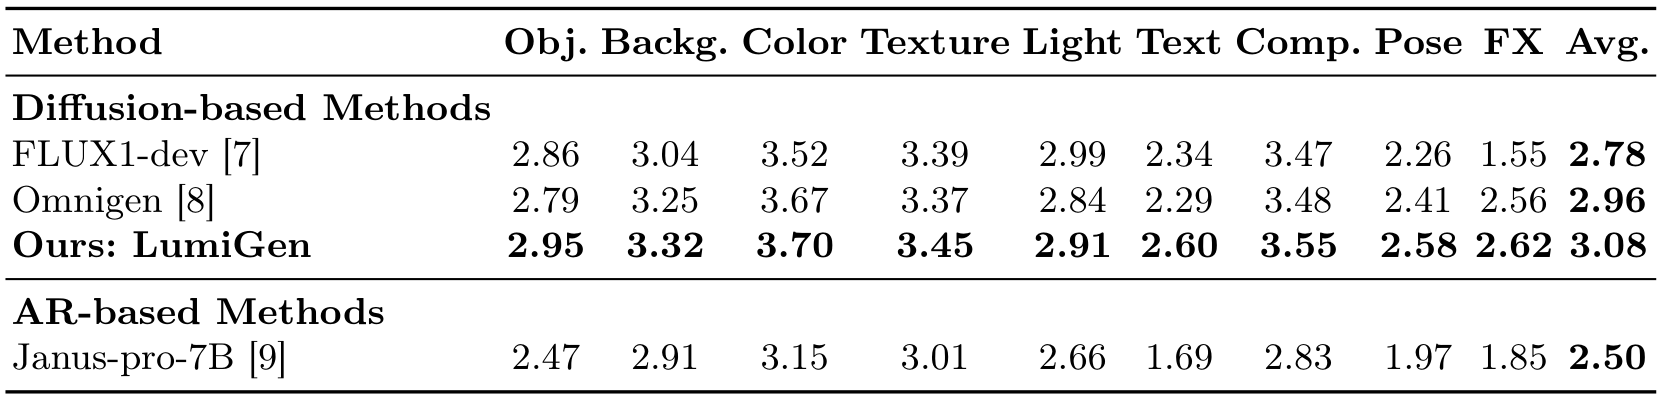 Method Obj. Backg. Color Texture Light Text Comp. Pose FX Avg.
Diffusion-based Methods
FLUX1-dev [7] 2.86 3.04 3.52 3.39 2.99 2.34 3.47 2.26 1.55 2.78
Omnigen [8] 2.79 3.25 3.67 3.37 2.84 2.29 3.48 2.41 2.56 2.96
Ours: LumiGen 2.95 3.32 3.70 3.45 2.91 2.60 3.55 2.58 2.62 3.08
AR-based Methods
Janus-pro-7B [9] 2.47 2.91 3.15 3.01 2.66 1.69 2.83 1.97 1.85 2.50